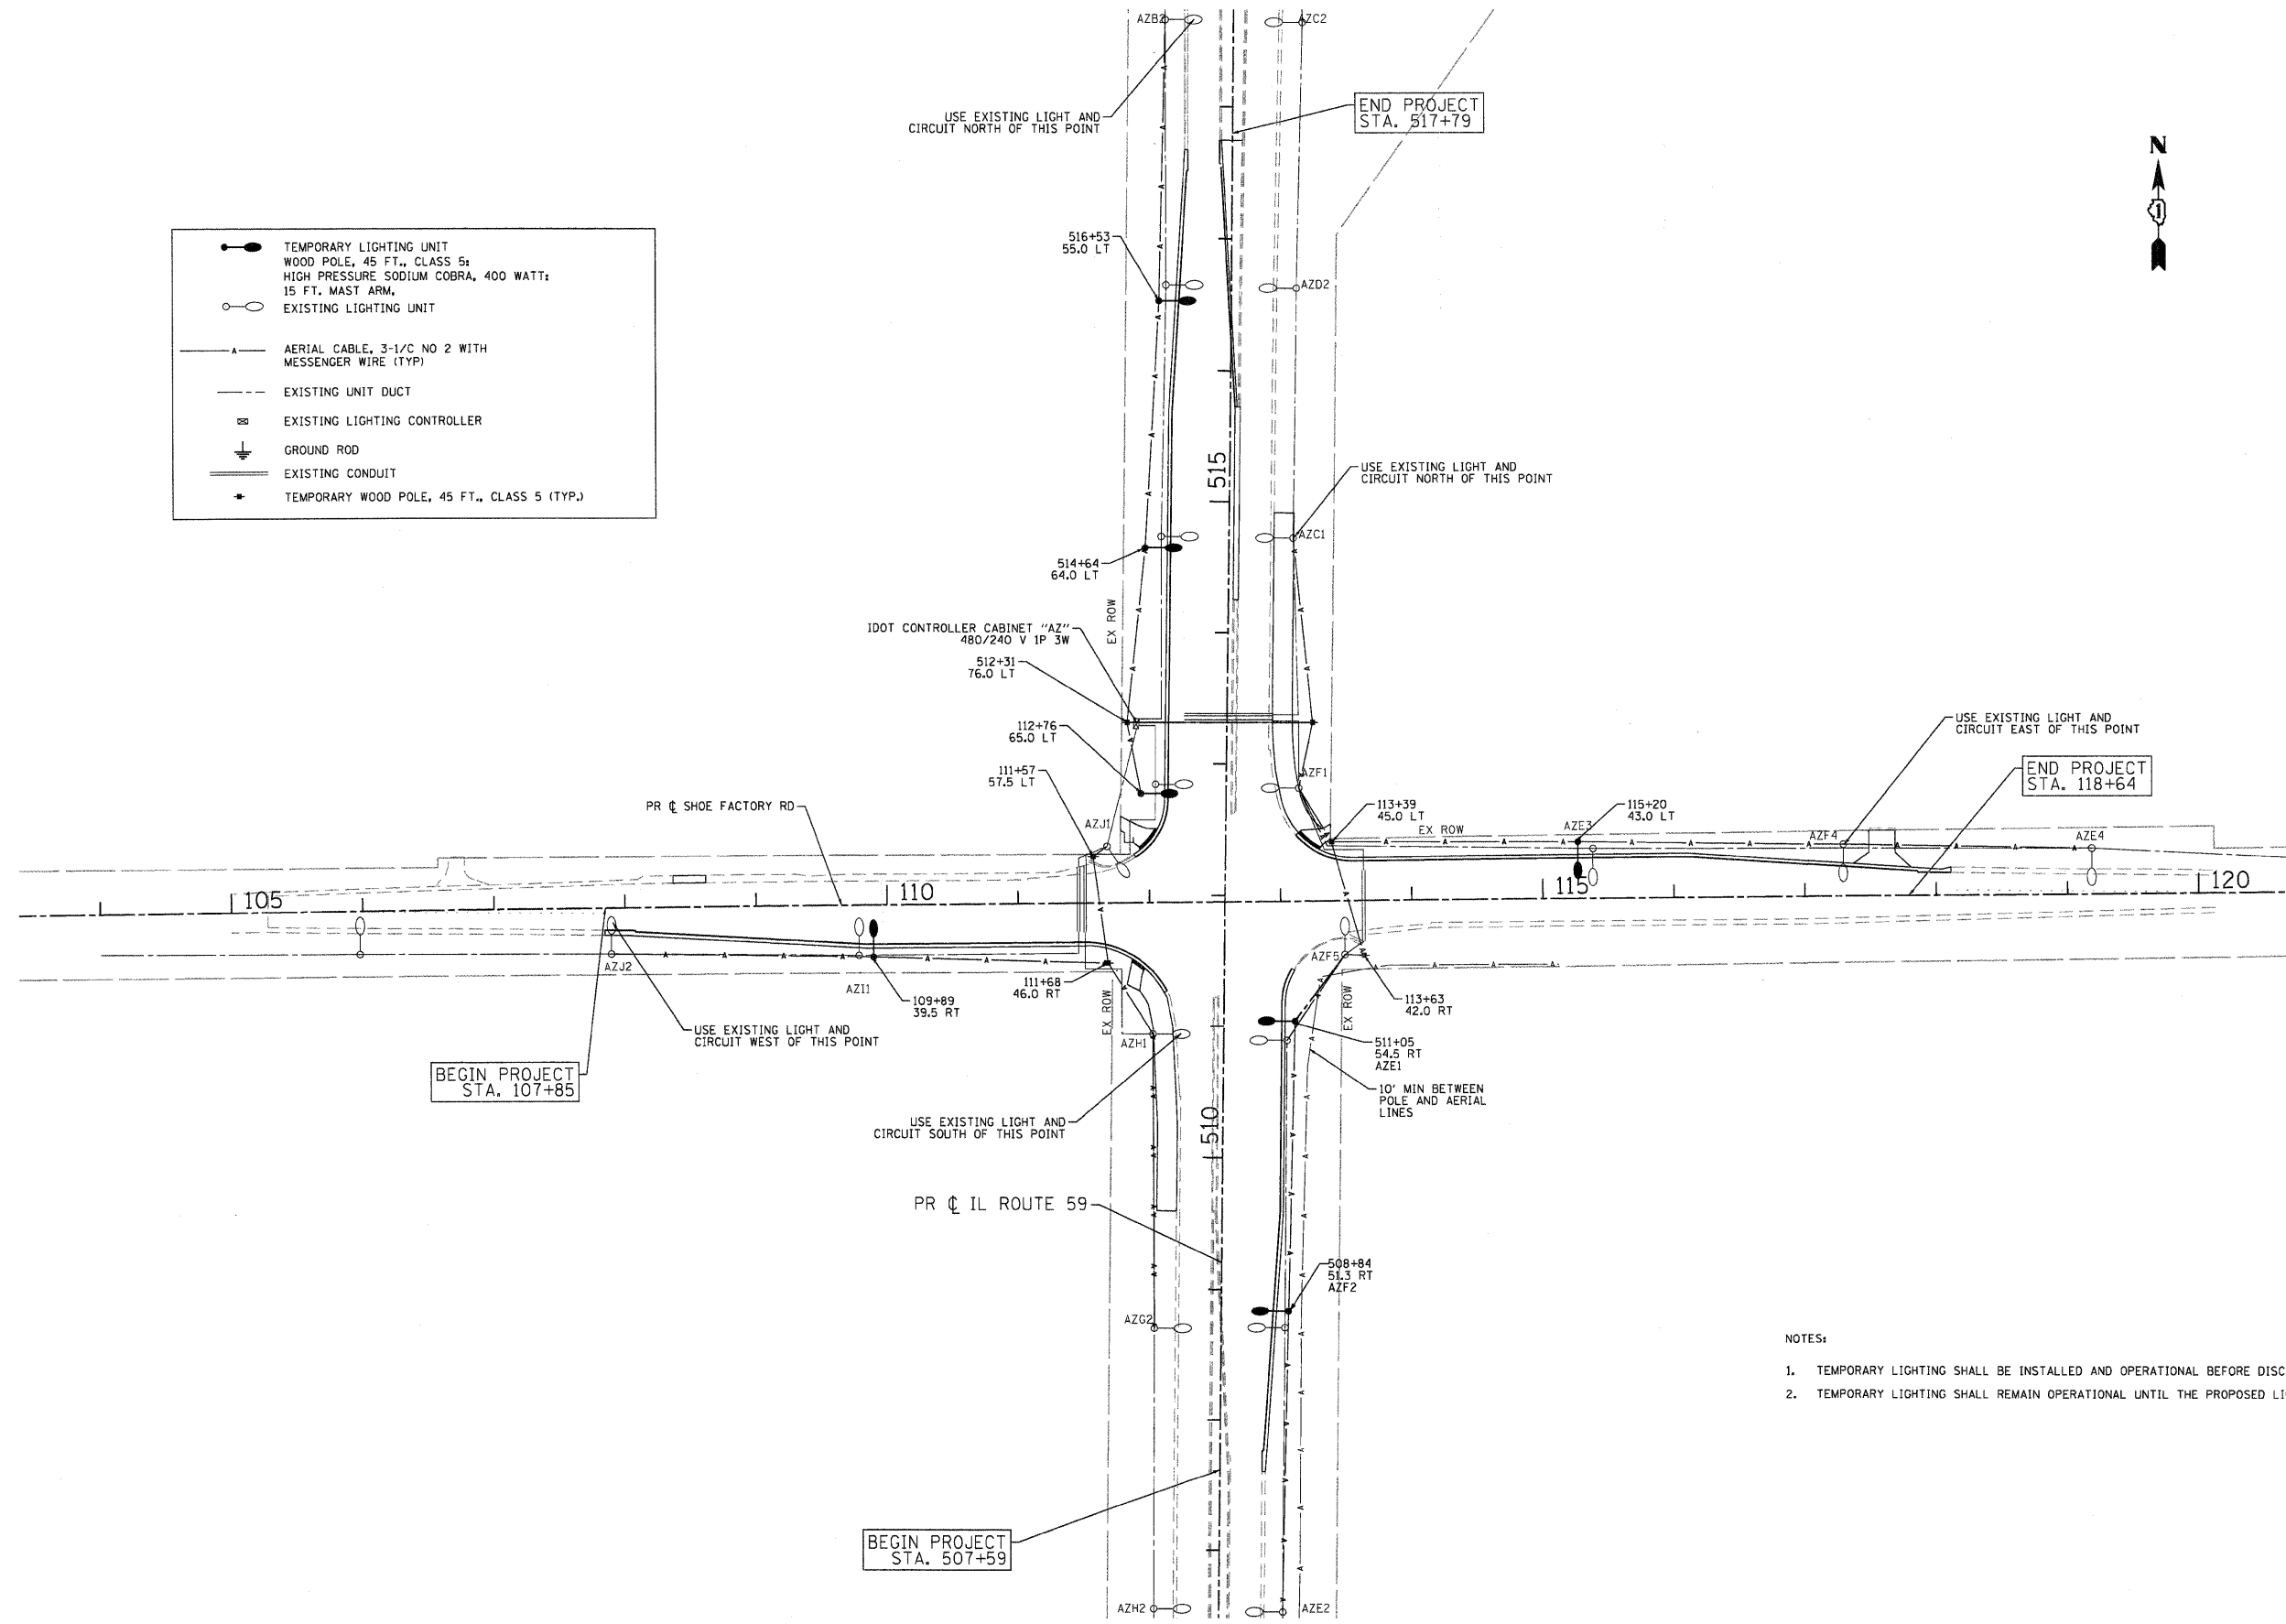 AZB2
AZC2
USE EXISTING LIGHT AND
CIRCUIT NORTH OF THIS POINT
END PROJECT
STA. 517+79
N
1
TEMPORARY LIGHTING UNIT
WOOD POLE, 45 FT., CLASS 5;
HIGH PRESSURE SODIUM COBRA, 400 WATT;
15 FT. MAST ARM.
EXISTING LIGHTING UNIT
A
AERIAL CABLE, 3-1/C NO 2 WITH
MESSENGER WIRE (TYP)
EXISTING UNIT DUCT
EXISTING LIGHTING CONTROLLER
GROUND ROD
EXISTING CONDUIT
TEMPORARY WOOD POLE, 45 FT., CLASS 5 (TYP.)
516+53
55.0 LT
AZD2
515
USE EXISTING LIGHT AND
CIRCUIT NORTH OF THIS POINT
AZC1
514+64
64.0 LT
EX ROW
IDOT CONTROLLER CABINET "AZ"
480/240 V 1P 3W
512+31
76.0 LT
112+76
65.0 LT
111+57
57.5 LT
AZF1
USE EXISTING LIGHT AND
CIRCUIT EAST OF THIS POINT
END PROJECT
STA. 118+64
PR ℄ SHOE FACTORY RD
AZJ1
113+39
45.0 LT
EX ROW
AZE3
115+20
43.0 LT
AZF4
AZE4
105
110
115
120
AZJ2
AZI1
109+89
39.5 RT
111+68
46.0 RT
EX ROW
AZF5
EX ROW
113+63
42.0 RT
USE EXISTING LIGHT AND
CIRCUIT WEST OF THIS POINT
AZH1
511+05
54.5 RT
AZE1
BEGIN PROJECT
STA. 107+85
10' MIN BETWEEN
POLE AND AERIAL
LINES
USE EXISTING LIGHT AND
CIRCUIT SOUTH OF THIS POINT
510
PR ℄ IL ROUTE 59
508+84
51.3 RT
AZF2
AZG2
NOTES:
1. TEMPORARY LIGHTING SHALL BE INSTALLED AND OPERATIONAL BEFORE DISC
2. TEMPORARY LIGHTING SHALL REMAIN OPERATIONAL UNTIL THE PROPOSED LI
BEGIN PROJECT
STA. 507+59
AZH2
AZE2